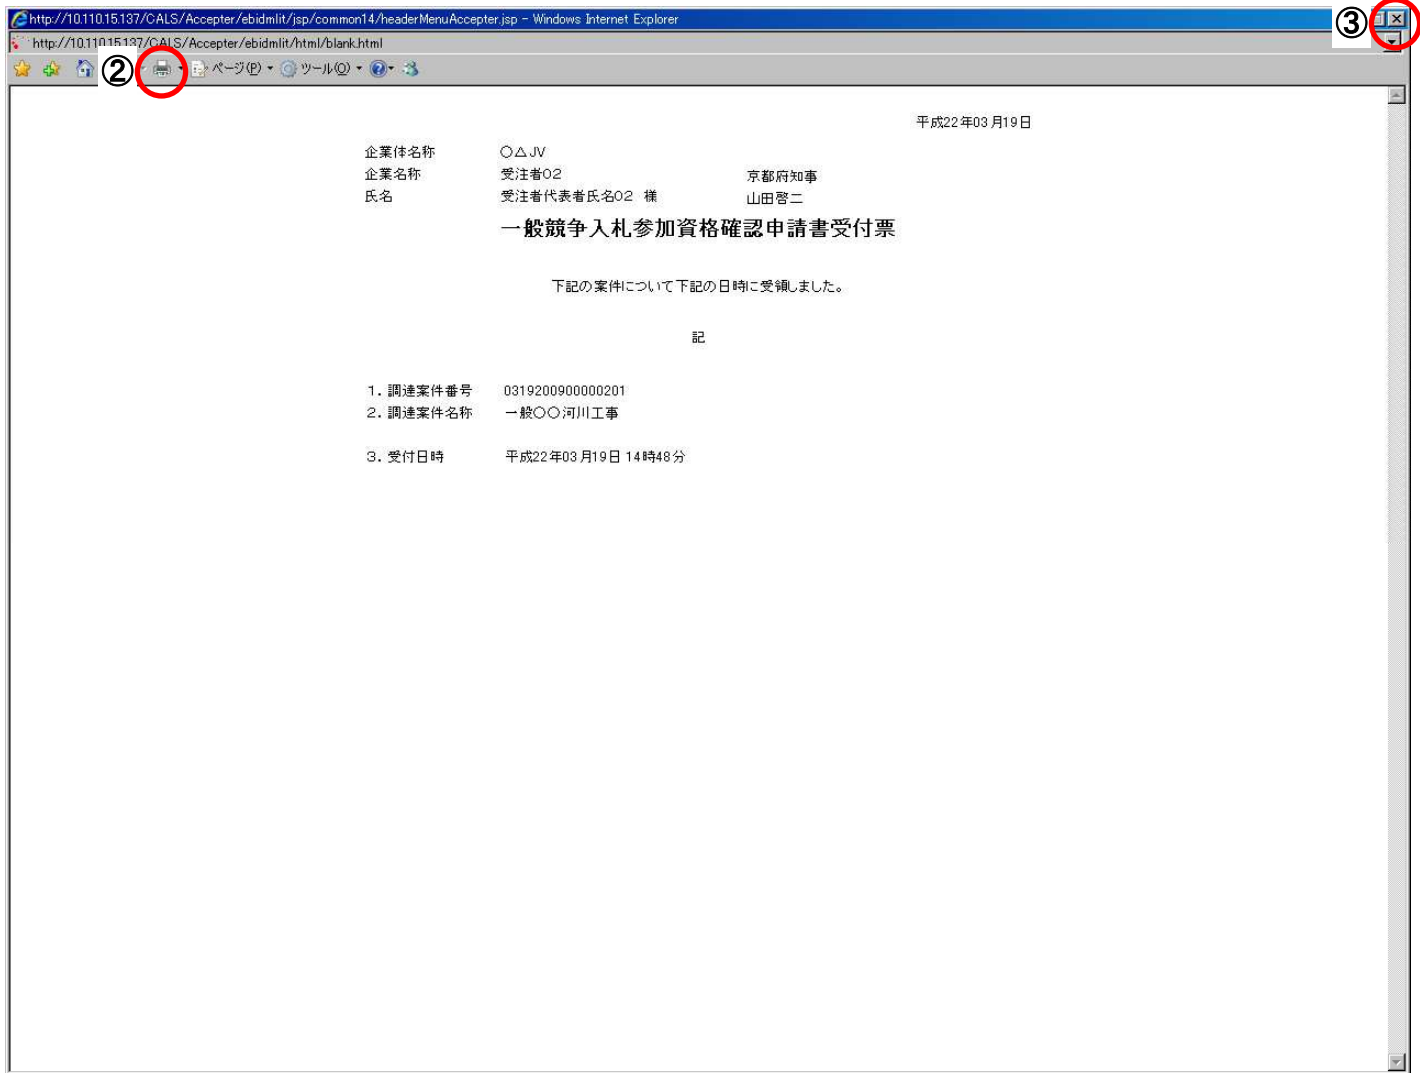 http://10.110.15.137/CALS/Accepter/ebidmlit/jsp/common14/headerMenuAccepter.jsp - Windows Internet Explorer
③
http://10.110.15.137/CALS/Accepter/ebidmlit/html/blank.html
② ページ(P) ツール(O)
平成22年03月19日
企業体名称 〇△JV
企業名称 受注者02 京都府知事
氏名 受注者代表者氏名02 様 山田啓二
一般競争入札参加資格確認申請書受付票
下記の案件について下記の日時に受領しました。
記
1.調達案件番号 0319200900000201
2.調達案件名称 一般〇〇河川工事
3.受付日時 平成22年03月19日 14時48分